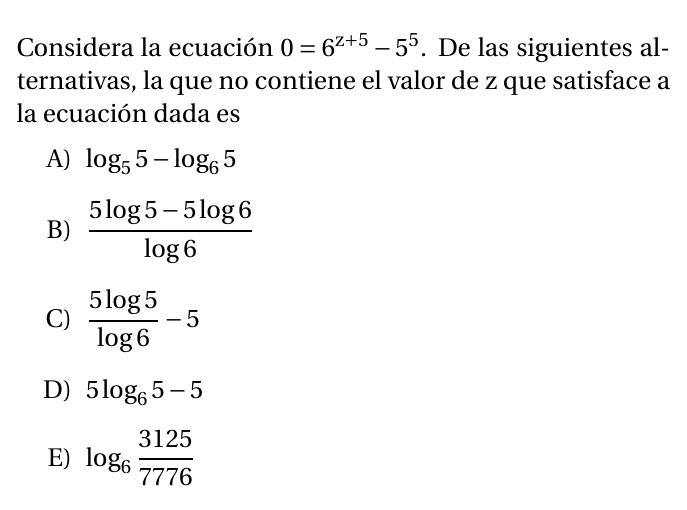 Considera la ecuación 0 = 6^{z+5} − 5^5. De las siguientes al-
ternativas, la que no contiene el valor de z que satisface a
la ecuación dada es
A) log_5 5 − log_6 5
B) \frac{5 log 5 − 5 log 6}{log 6}
C) \frac{5 log 5}{log 6} − 5
D) 5 log_6 5 − 5
E) log_6 \frac{3125}{7776}